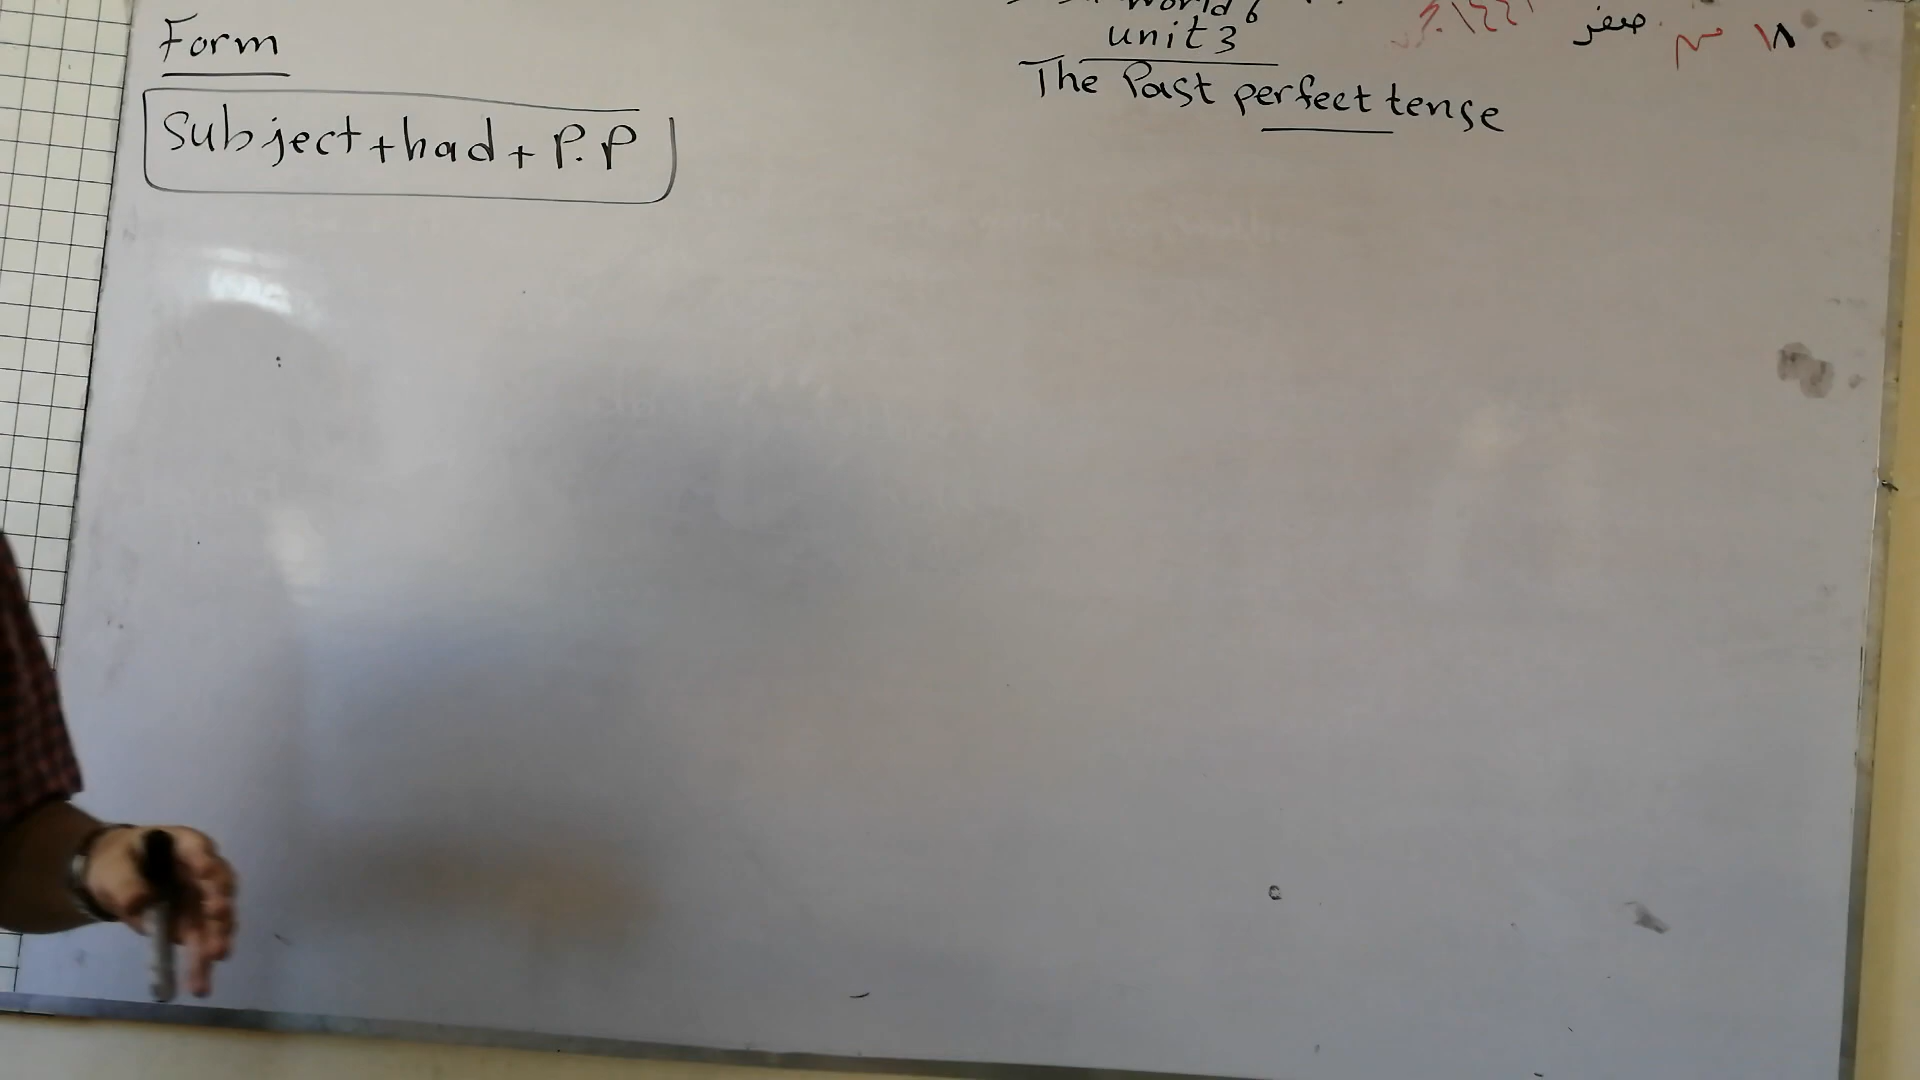 world 6
unit 3
The Past perfect tense
١٨ صفر
Form
Subject + had + P.P